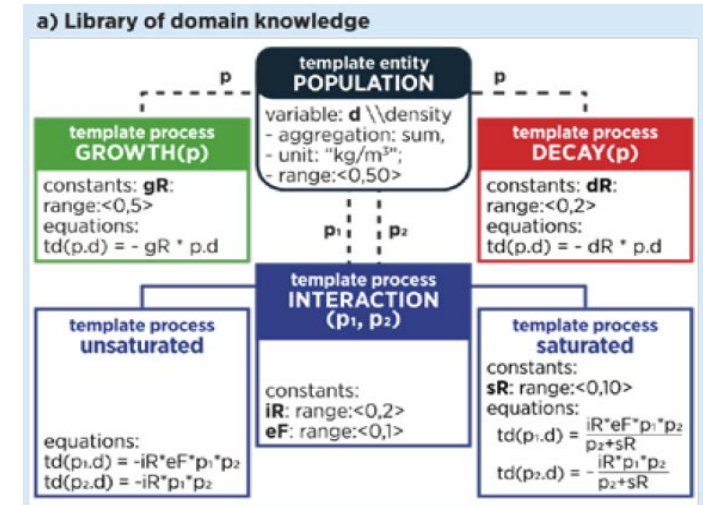 a) Library of domain knowledge
p
template entity
POPULATION
p
variable: d \\density
- aggregation: sum,
- unit: “kg/m³”;
- range:<0,50>
template process
GROWTH(p)
constants: gR:
range:<0,5>
equations:
td(p.d) = - gR * p.d
template process
DECAY(p)
constants: dR:
range:<0,2>
equations:
td(p.d) = - dR * p.d
p₁ p₂
template process
INTERACTION
(p₁, p₂)
constants:
iR: range:<0,2>
eF: range:<0,1>
template process
unsaturated
equations:
td(p₁.d) = -iR*eF*p₁*p₂
td(p₂.d) = -iR*p₁*p₂
template process
saturated
constants:
sR: range:<0,10>
equations:
td(p₁.d) = iR*eF*p₁*p₂
p₂+sR
td(p₂.d) = - iR*p₁*p₂
p₂+sR